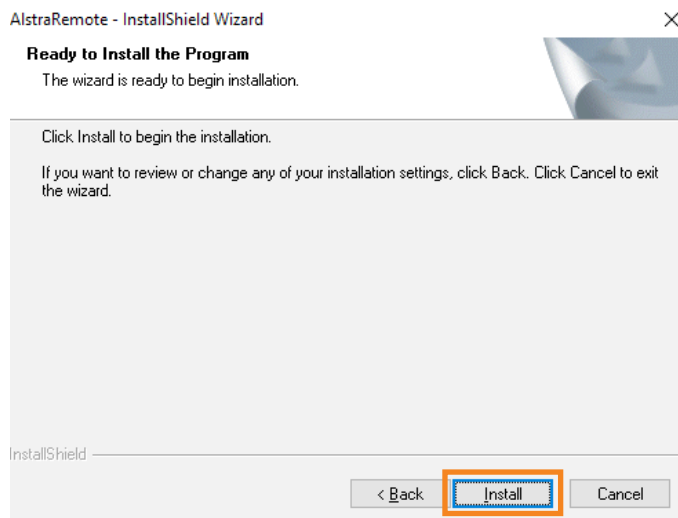 AlstraRemote - InstallShield Wizard
Ready to Install the Program
The wizard is ready to begin installation.
Click Install to begin the installation.
If you want to review or change any of your installation settings, click Back. Click Cancel to exit
the wizard.
InstallShield
< Back
Install
Cancel